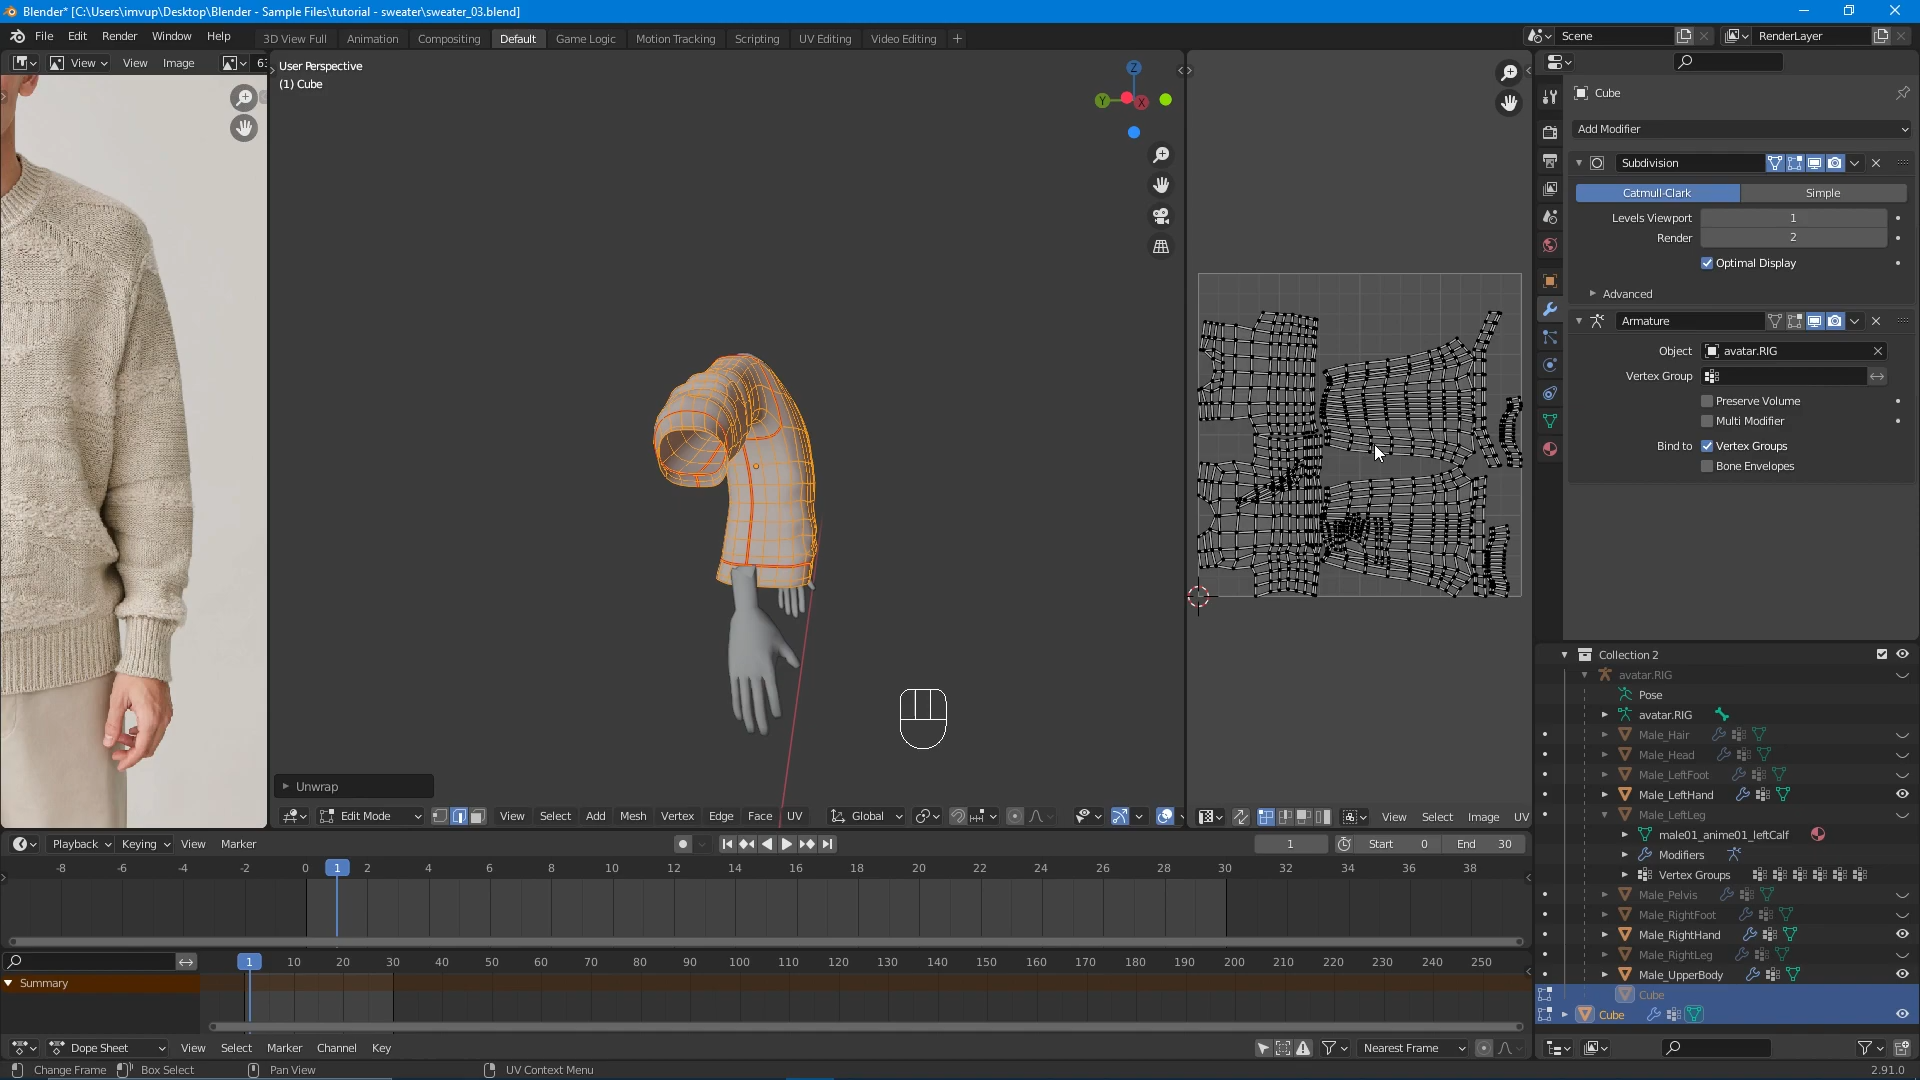 Blender* [C:\Users\imvup\Desktop\Blender - Sample Files\tutorial - sweater\sweater_03.blend]
File Edit Render Window Help
3D View Full Animation Compositing Default Game Logic Motion Tracking Scripting UV Editing Video Editing +
Scene
RenderLayer
View View Image
User Perspective
(1) Cube
Z
Y
X
Cube
Add Modifier
Subdivision
Catmull-Clark Simple
Levels Viewport 1
Render 2
Optimal Display
Advanced
Armature
Object avatar.RIG
Vertex Group
Preserve Volume
Multi Modifier
Bind to Vertex Groups
Bone Envelopes
Unwrap
Edit Mode View Select Add Mesh Vertex Edge Face UV Global
View Select Image UV
Collection 2
avatar.RIG
Pose
avatar.RIG
Male_Hair
Male_Head
Male_LeftFoot
Male_LeftHand
Male_LeftLeg
male01_anime01_leftCalf
Modifiers
Vertex Groups
Male_Pelvis
Male_RightFoot
Male_RightHand
Male_RightLeg
Male_UpperBody
Cube
Cube
Playback Keying View Marker
1 Start 0 End 30
-8 -6 -4 -2 0 1 2 4 6 8 10 12 14 16 18 20 22 24 26 28 30 32 34 36 38
1 10 20 30 40 50 60 70 80 90 100 110 120 130 140 150 160 170 180 190 200 210 220 230 240 250
Summary
Dope Sheet View Select Marker Channel Key
Nearest Frame
Change Frame Box Select Pan View UV Context Menu
2.91.0